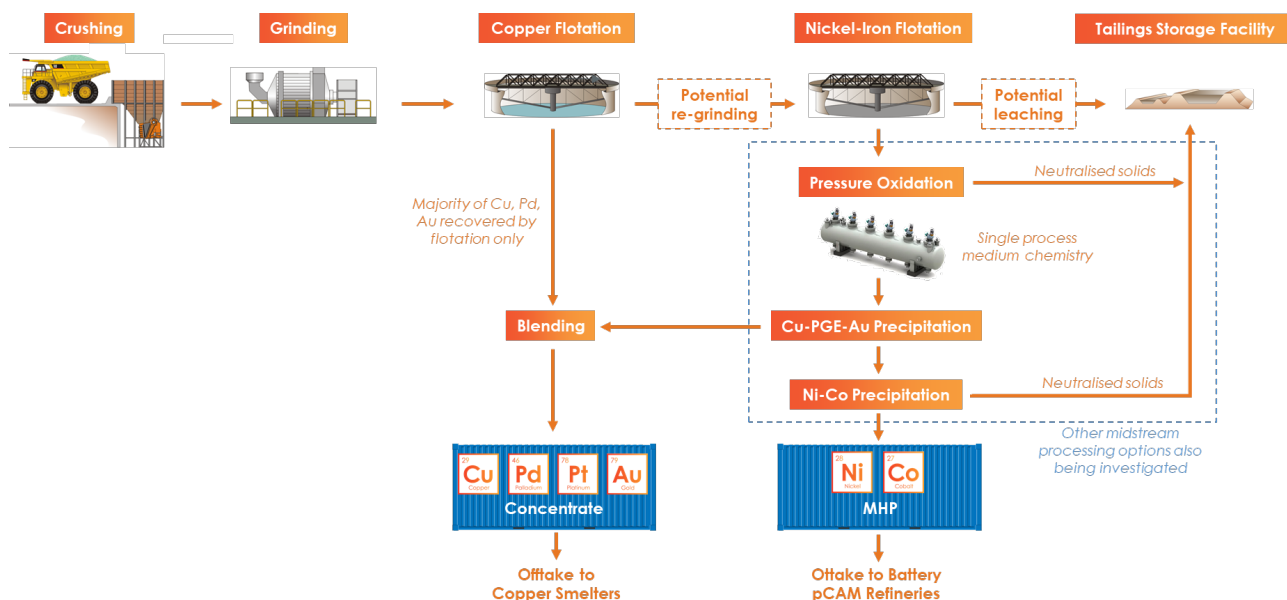 Crushing
Grinding
Copper Flotation
Nickel-Iron Flotation
Tailings Storage Facility
Potential
re-grinding
Potential
leaching
Pressure Oxidation
Neutralised solids
Majority of Cu, Pd,
Au recovered by
flotation only
Single process
medium chemistry
Blending
Cu-PGE-Au Precipitation
Ni-Co Precipitation
Neutralised solids
Other midstream
processing options also
being investigated
29
Cu
Copper
46
Pd
Palladium
78
Pt
Platinum
79
Au
Gold
Concentrate
28
Ni
Nickel
27
Co
Cobalt
MHP
Offtake to
Copper Smelters
Ottake to Battery
pCAM Refineries